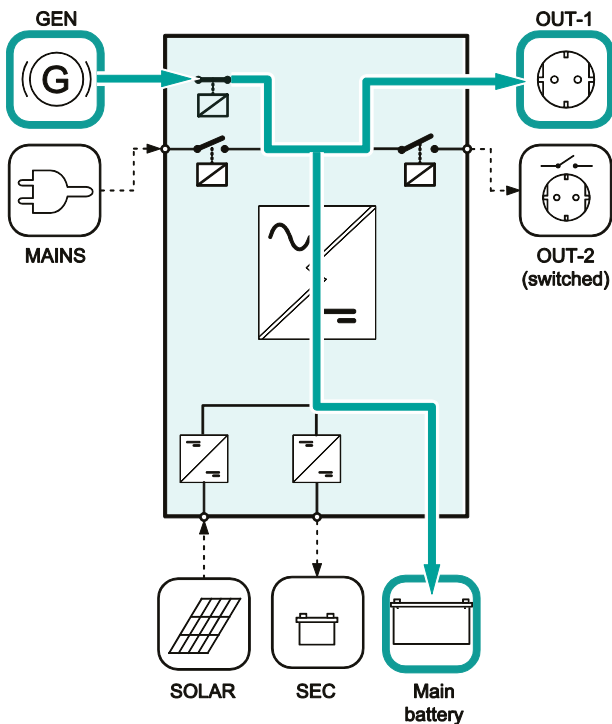 GEN
OUT-1
G
MAINS
OUT-2
(switched)
SOLAR
SEC
Main
battery